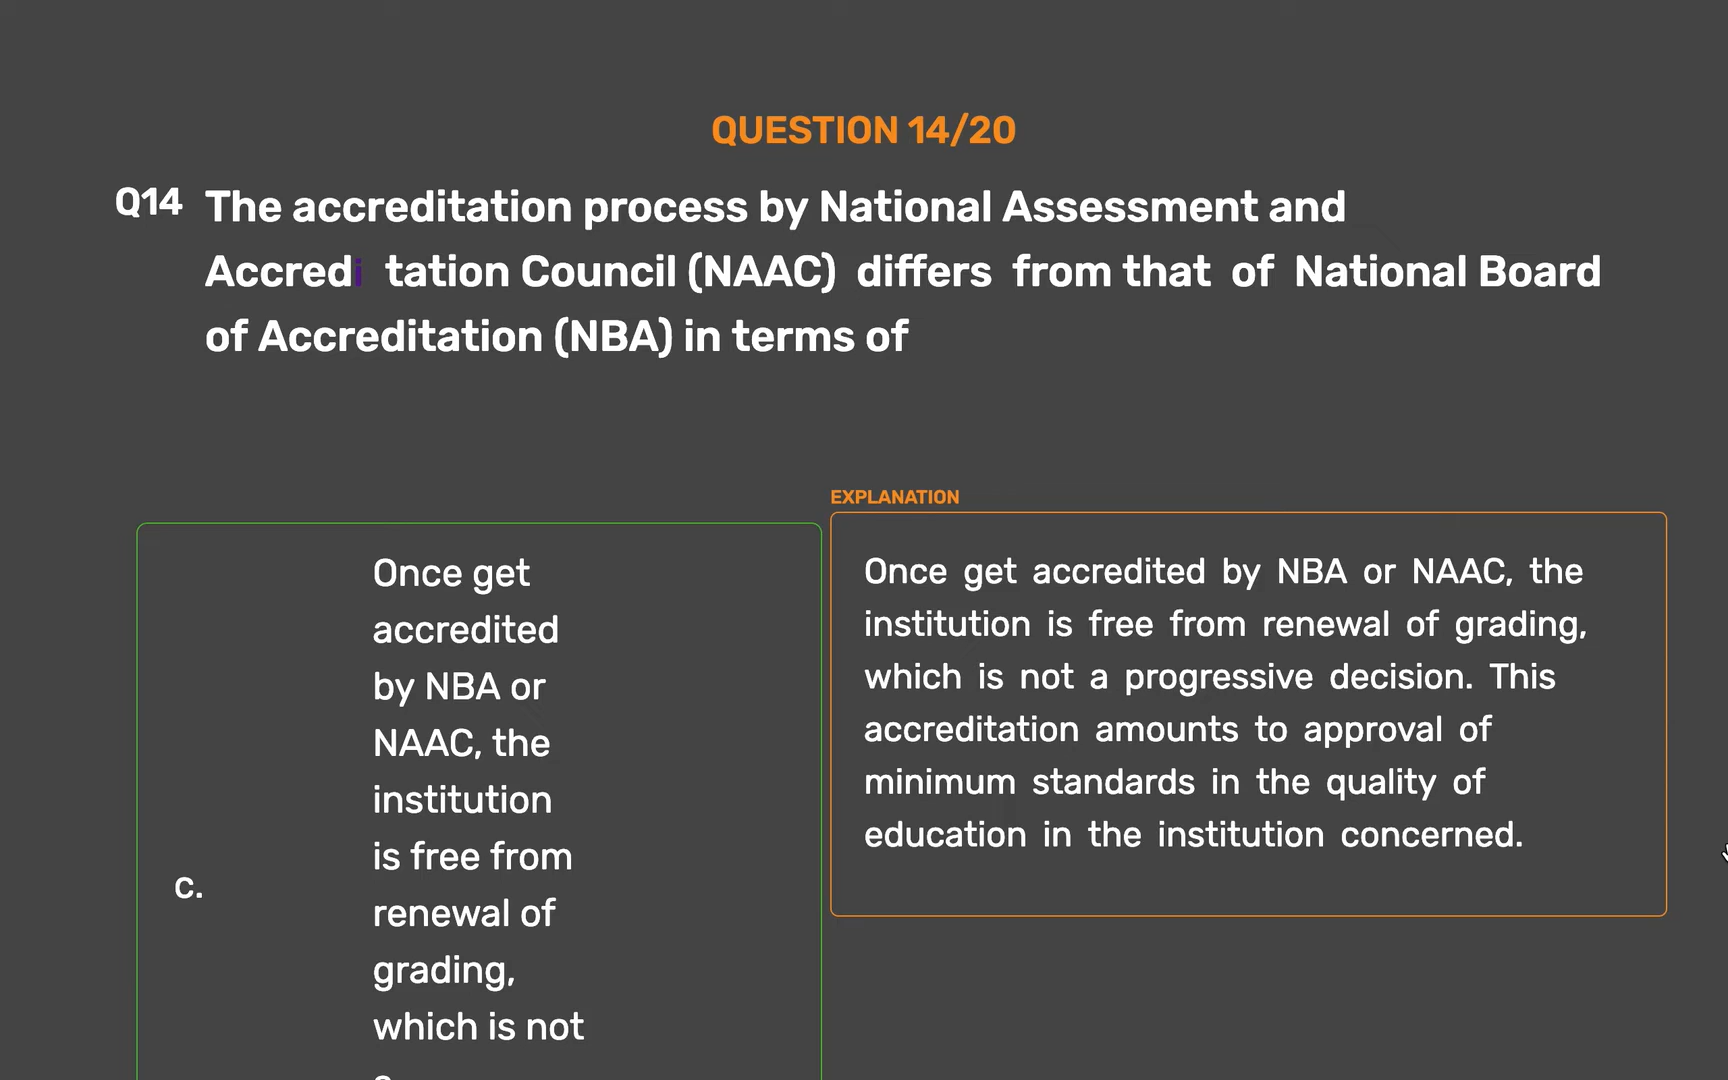 QUESTION 14/20
Q14 The accreditation process by National Assessment and
Accredi tation Council (NAAC) differs from that of National Board
of Accreditation (NBA) in terms of
c.
Once get
accredited
by NBA or
NAAC, the
institution
is free from
renewal of
grading,
which is not
EXPLANATION
Once get accredited by NBA or NAAC, the
institution is free from renewal of grading,
which is not a progressive decision. This
accreditation amounts to approval of
minimum standards in the quality of
education in the institution concerned.